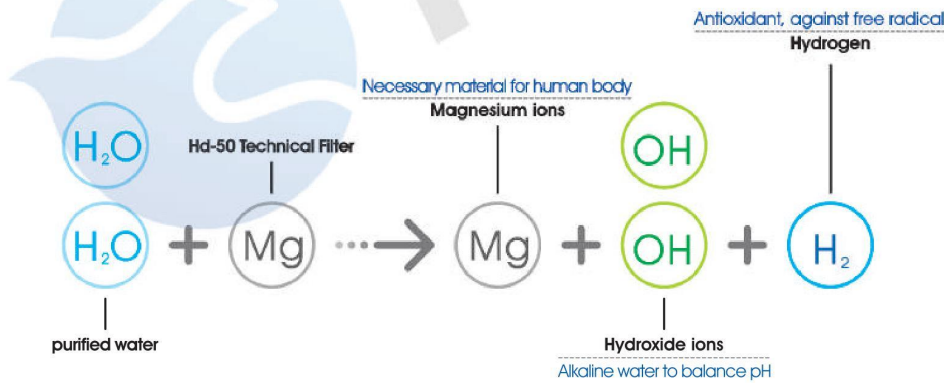 Antioxidant, against free radical
Hydrogen
Necessary material for human body
Magnesium ions
Hd-50 Technical Filter
H₂O
OH
H₂O + Mg ...→ Mg + OH + H₂
purified water
Hydroxide ions
Alkaline water to balance pH